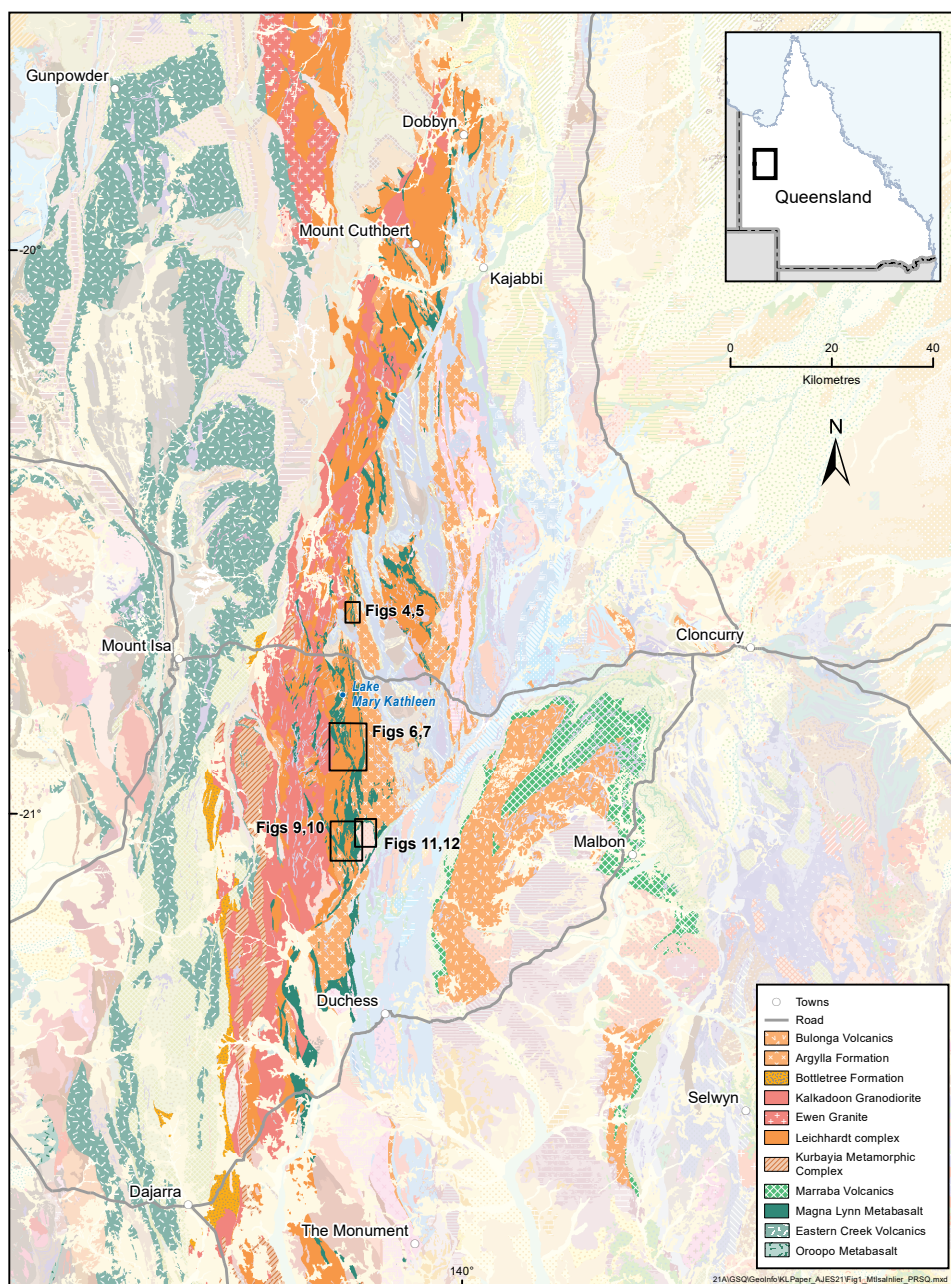 Gunpowder
Dobbyn
Queensland
Mount Cuthbert
-20°
Kajabbi
0 20 40
Kilometres
N
Figs 4,5
Cloncurry
Mount Isa
Lake
Mary Kathleen
Figs 6,7
-21°
Figs 9,10
Figs 11,12
Malbon
Duchess
Selwyn
Dajarra
The Monument
140°
Towns
Road
Bulonga Volcanics
Argylla Formation
Bottletree Formation
Kalkadoon Granodiorite
Ewen Granite
Leichhardt complex
Kurbayia Metamorphic
Complex
Marraba Volcanics
Magna Lynn Metabasalt
Eastern Creek Volcanics
Oroopo Metabasalt
21A\GSQ\GeoInfo\KLPaper_AJES21\Fig1_MtIsaInlier_PRSQ.mxd